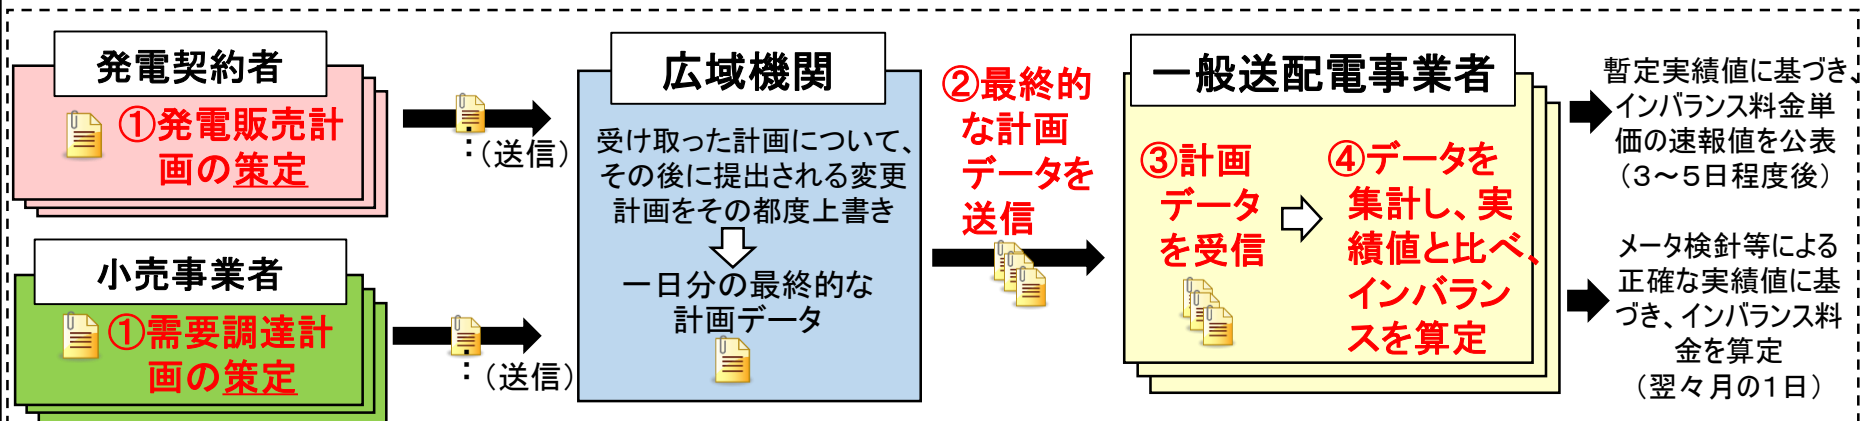 発電契約者
①発電販売計
画の策定
:(送信)
小売事業者
①需要調達計
画の策定
:(送信)
広域機関
受け取った計画について、
その後に提出される変更
計画をその都度上書き
一日分の最終的な
計画データ
②最終的
な計画
データを
送信
一般送配電事業者
③計画
データ
を受信
④データを
集計し、実
績値と比べ、
インバラン
スを算定
暫定実績値に基づき、
インバランス料金単
価の速報値を公表
(3～5日程度後)
メータ検針等による
正確な実績値に基
づき、インバランス料
金を算定
(翌々月の1日)